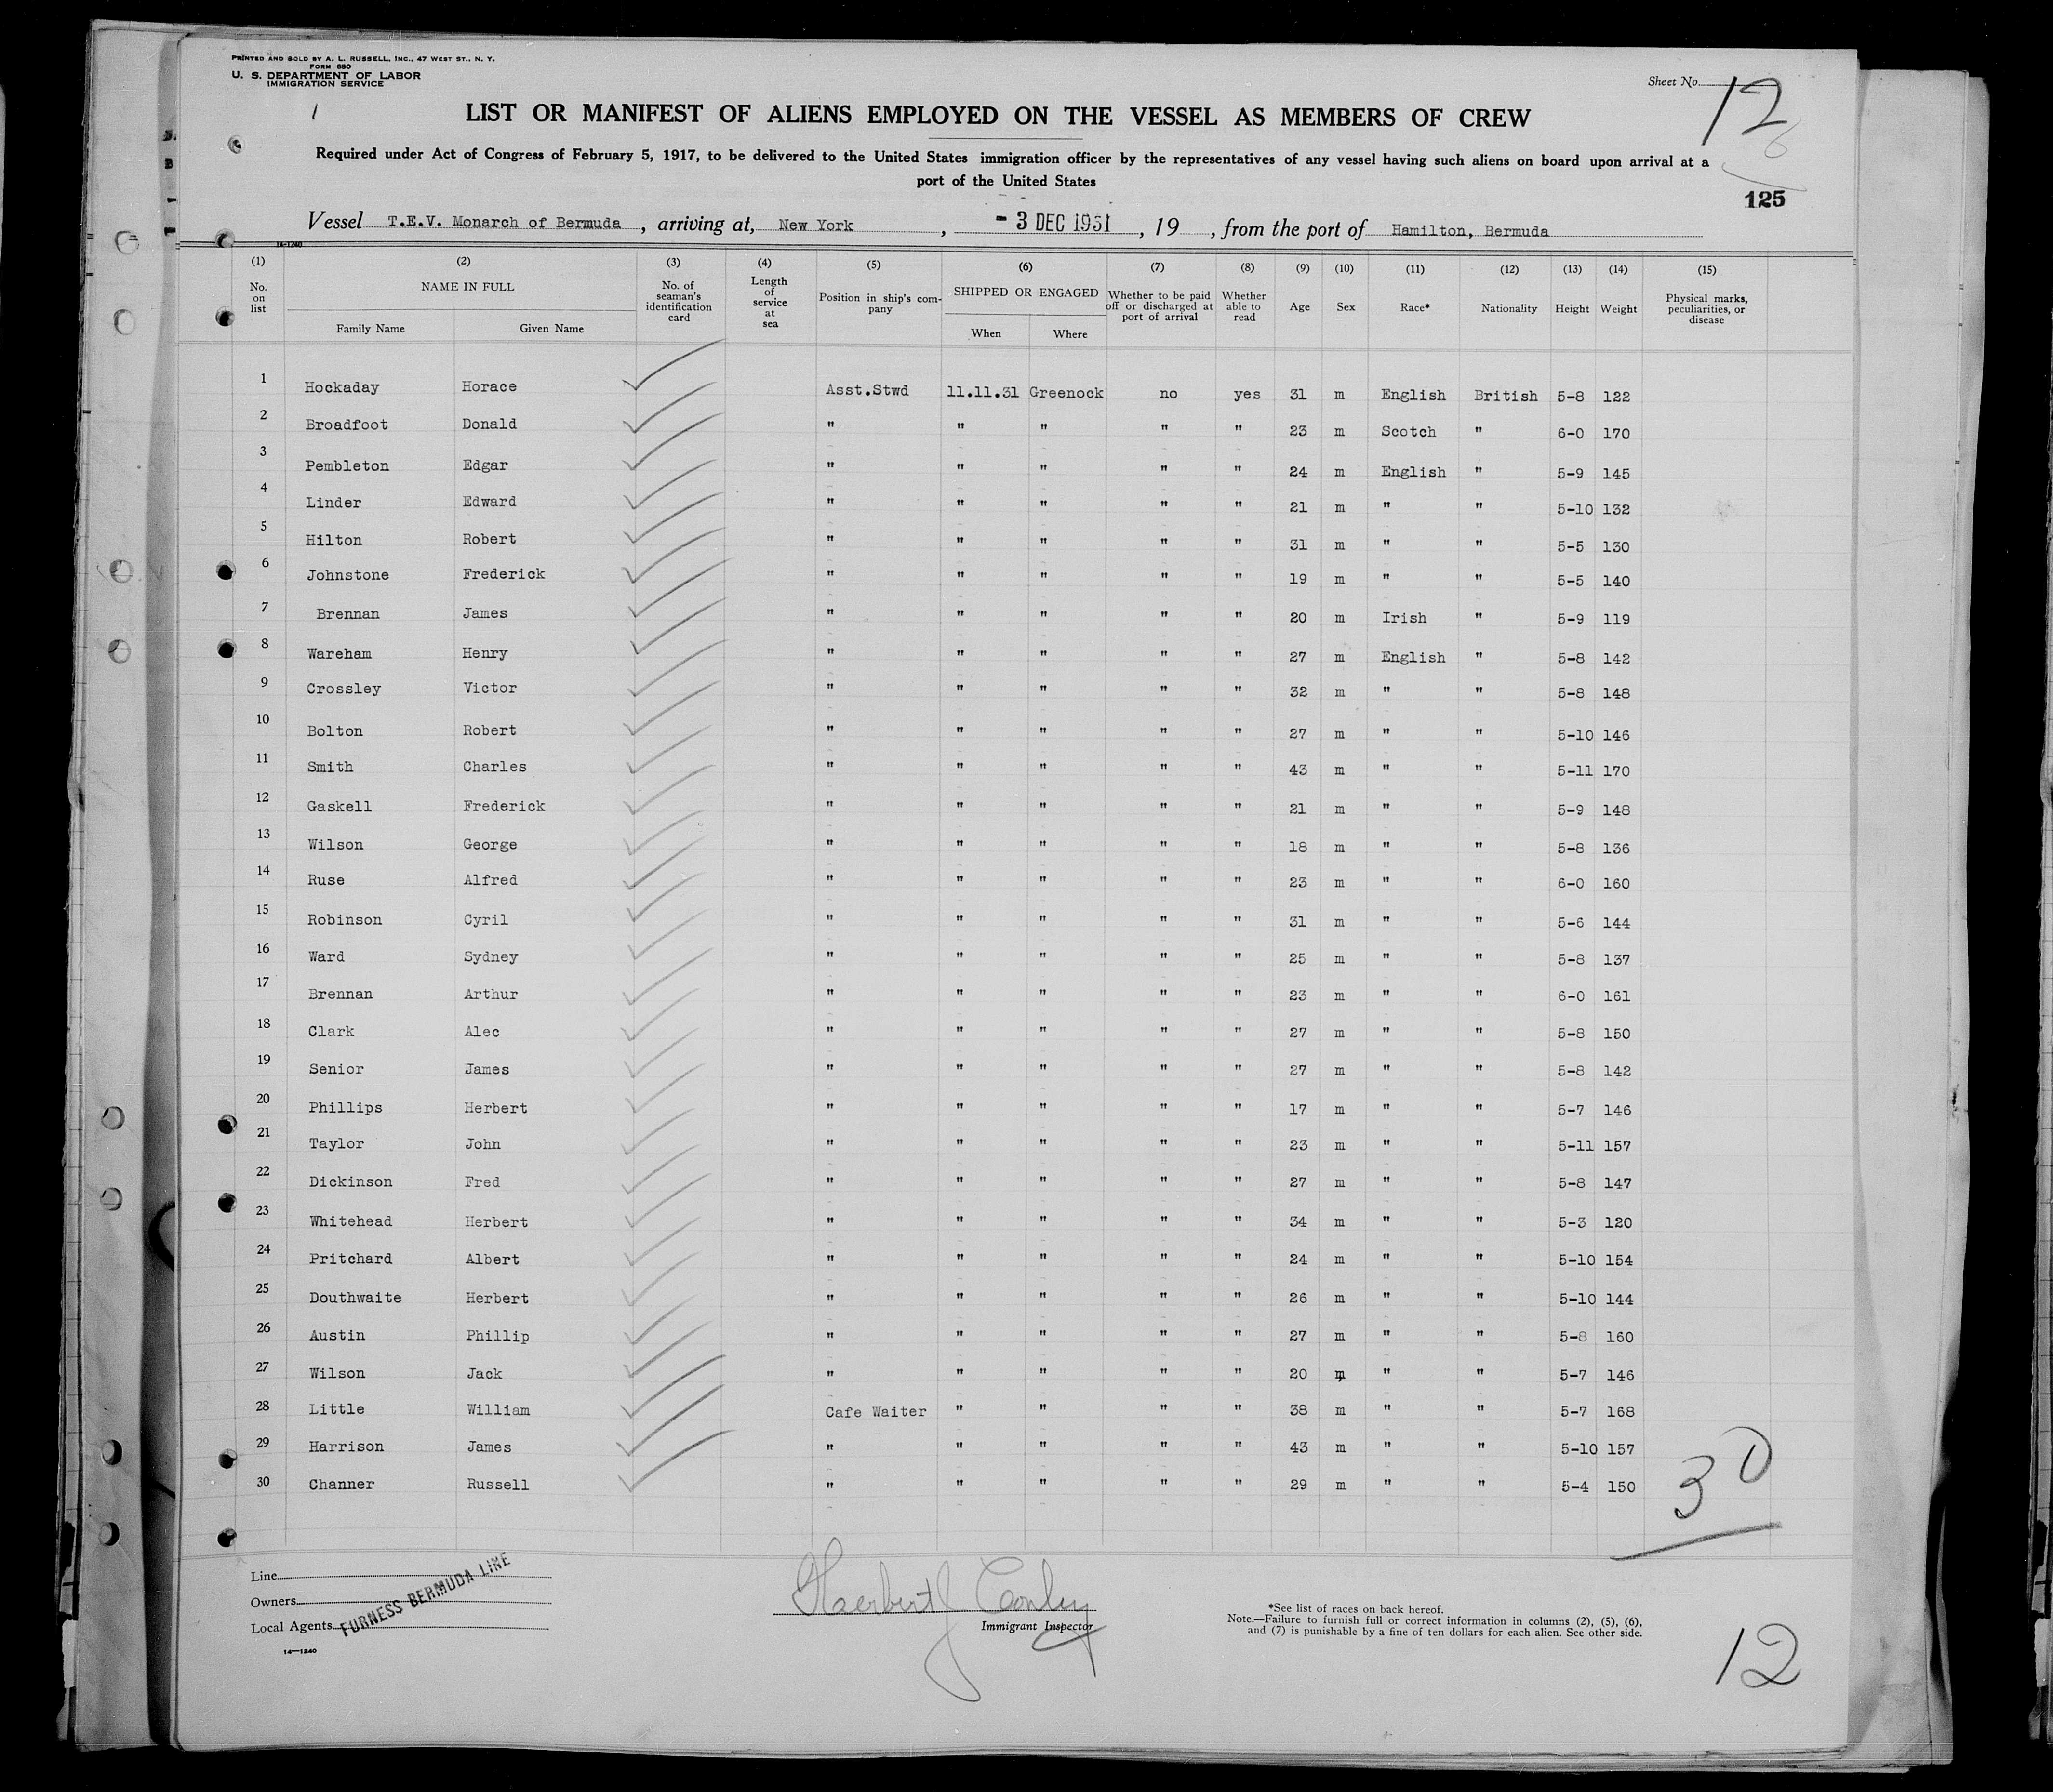 PRINTED AND SOLD BY A. L. RUSSELL, INC., 47 WEST ST., N. Y.
FORM 680
U. S. DEPARTMENT OF LABOR
IMMIGRATION SERVICE
Sheet No. 12
LIST OR MANIFEST OF ALIENS EMPLOYED ON THE VESSEL AS MEMBERS OF CREW
Required under Act of Congress of February 5, 1917, to be delivered to the United States immigration officer by the representatives of any vessel having such aliens on board upon arrival at a
port of the United States
125
Vessel T.E.V. Monarch of Bermuda, arriving at, New York, - 3 DEC 1931, 19 , from the port of Hamilton, Bermuda
14-1240
(1) (2) (3) (4) (5) (6) (7) (8) (9) (10) (11) (12) (13) (14) (15)
No. on list NAME IN FULL Family Name Given Name No. of seaman's identification card Length of service at sea Position in ship's company SHIPPED OR ENGAGED When Where Whether to be paid off or discharged at port of arrival Whether able to read Age Sex Race* Nationality Height Weight Physical marks, peculiarities, or disease
1 Hockaday Horace Asst.Stwd 11.11.31 Greenock no yes 31 m English British 5-8 122
2 Broadfoot Donald " " " " " 23 m Scotch " 6-0 170
3 Pembleton Edgar " " " " " 24 m English " 5-9 145
4 Linder Edward " " " " " 21 m " " 5-10 132
5 Hilton Robert " " " " " 31 m " " 5-5 130
6 Johnstone Frederick " " " " " 19 m " " 5-5 140
7 Brennan James " " " " " 20 m Irish " 5-9 119
8 Wareham Henry " " " " " 27 m English " 5-8 142
9 Crossley Victor " " " " " 32 m " " 5-8 148
10 Bolton Robert " " " " " 27 m " " 5-10 146
11 Smith Charles " " " " " 43 m " " 5-11 170
12 Gaskell Frederick " " " " " 21 m " " 5-9 148
13 Wilson George " " " " " 18 m " " 5-8 136
14 Ruse Alfred " " " " " 23 m " " 6-0 160
15 Robinson Cyril " " " " " 31 m " " 5-6 144
16 Ward Sydney " " " " " 25 m " " 5-8 137
17 Brennan Arthur " " " " " 23 m " " 6-0 161
18 Clark Alec " " " " " 27 m " " 5-8 150
19 Senior James " " " " " 27 m " " 5-8 142
20 Phillips Herbert " " " " " 17 m " " 5-7 146
21 Taylor John " " " " " 23 m " " 5-11 157
22 Dickinson Fred " " " " " 27 m " " 5-8 147
23 Whitehead Herbert " " " " " 34 m " " 5-3 120
24 Pritchard Albert " " " " " 24 m " " 5-10 154
25 Douthwaite Herbert " " " " " 26 m " " 5-10 144
26 Austin Phillip " " " " " 27 m " " 5-8 160
27 Wilson Jack " " " " " 20 m " " 5-7 146
28 Little William Cafe Waiter " " " " 38 m " " 5-7 168
29 Harrison James " " " " " 43 m " " 5-10 157
30 Channer Russell " " " " " 29 m " " 5-4 150
30
Line
Owners
Local Agents FURNESS BERMUDA LINE
14-1240
Immigrant Inspector
*See list of races on back hereof.
Note.—Failure to furnish full or correct information in columns (2), (5), (6),
and (7) is punishable by a fine of ten dollars for each alien. See other side.
12